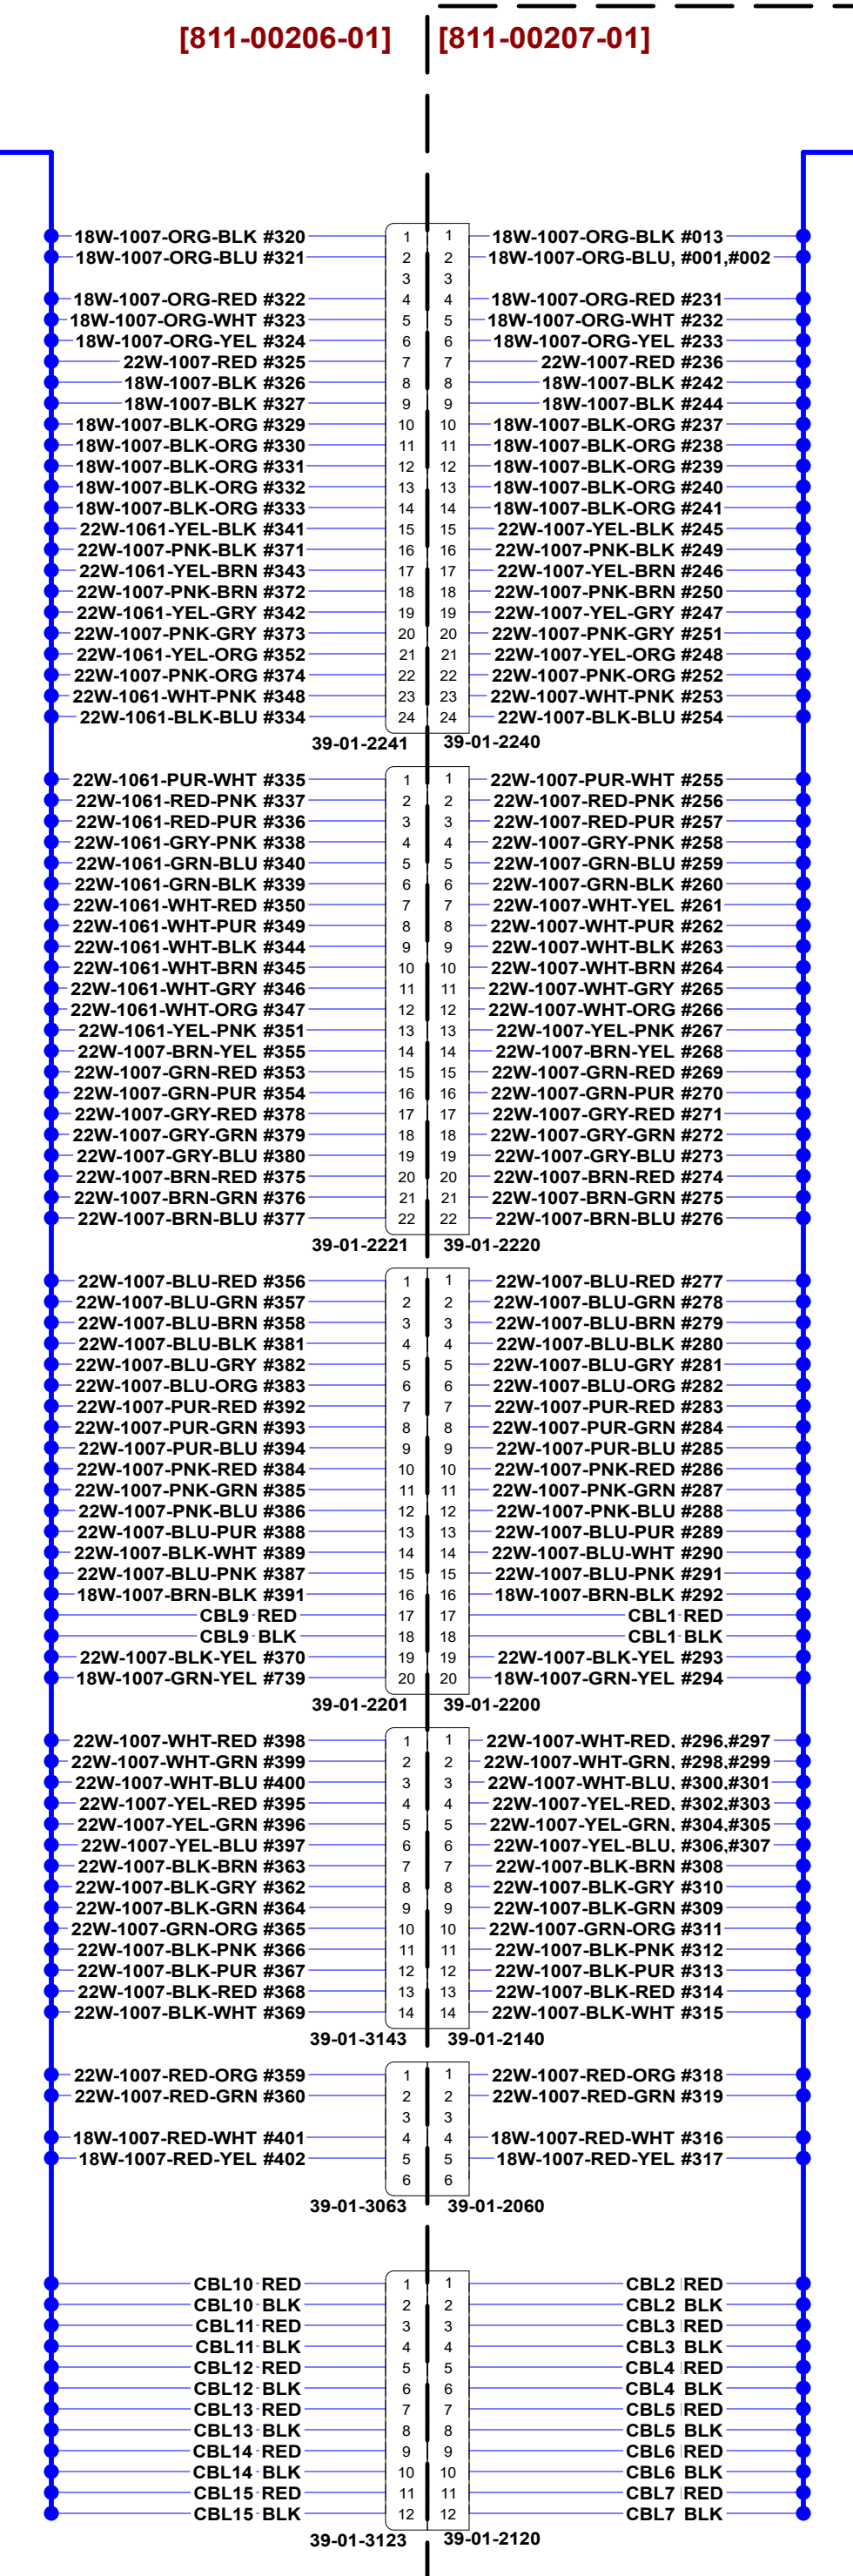 [811-00206-01] [811-00207-01]
18W-1007-ORG-BLK #320 1 1 18W-1007-ORG-BLK #013
18W-1007-ORG-BLU #321 2 2 18W-1007-ORG-BLU, #001,#002
3 3
18W-1007-ORG-RED #322 4 4 18W-1007-ORG-RED #231
18W-1007-ORG-WHT #323 5 5 18W-1007-ORG-WHT #232
18W-1007-ORG-YEL #324 6 6 18W-1007-ORG-YEL #233
22W-1007-RED #325 7 7 22W-1007-RED #236
18W-1007-BLK #326 8 8 18W-1007-BLK #242
18W-1007-BLK #327 9 9 18W-1007-BLK #244
18W-1007-BLK-ORG #329 10 10 18W-1007-BLK-ORG #237
18W-1007-BLK-ORG #330 11 11 18W-1007-BLK-ORG #238
18W-1007-BLK-ORG #331 12 12 18W-1007-BLK-ORG #239
18W-1007-BLK-ORG #332 13 13 18W-1007-BLK-ORG #240
18W-1007-BLK-ORG #333 14 14 18W-1007-BLK-ORG #241
22W-1061-YEL-BLK #341 15 15 22W-1007-YEL-BLK #245
22W-1007-PNK-BLK #371 16 16 22W-1007-PNK-BLK #249
22W-1061-YEL-BRN #343 17 17 22W-1007-YEL-BRN #246
22W-1007-PNK-BRN #372 18 18 22W-1007-PNK-BRN #250
22W-1061-YEL-GRY #342 19 19 22W-1007-YEL-GRY #247
22W-1007-PNK-GRY #373 20 20 22W-1007-PNK-GRY #251
22W-1061-YEL-ORG #352 21 21 22W-1007-YEL-ORG #248
22W-1007-PNK-ORG #374 22 22 22W-1007-PNK-ORG #252
22W-1061-WHT-PNK #348 23 23 22W-1007-WHT-PNK #253
22W-1061-BLK-BLU #334 24 24 22W-1007-BLK-BLU #254
39-01-2241 39-01-2240
22W-1061-PUR-WHT #335 1 1 22W-1007-PUR-WHT #255
22W-1061-RED-PNK #337 2 2 22W-1007-RED-PNK #256
22W-1061-RED-PUR #336 3 3 22W-1007-RED-PUR #257
22W-1061-GRY-PNK #338 4 4 22W-1007-GRY-PNK #258
22W-1061-GRN-BLU #340 5 5 22W-1007-GRN-BLU #259
22W-1061-GRN-BLK #339 6 6 22W-1007-GRN-BLK #260
22W-1061-WHT-RED #350 7 7 22W-1007-WHT-YEL #261
22W-1061-WHT-PUR #349 8 8 22W-1007-WHT-PUR #262
22W-1061-WHT-BLK #344 9 9 22W-1007-WHT-BLK #263
22W-1061-WHT-BRN #345 10 10 22W-1007-WHT-BRN #264
22W-1061-WHT-GRY #346 11 11 22W-1007-WHT-GRY #265
22W-1061-WHT-ORG #347 12 12 22W-1007-WHT-ORG #266
22W-1061-YEL-PNK #351 13 13 22W-1007-YEL-PNK #267
22W-1007-BRN-YEL #355 14 14 22W-1007-BRN-YEL #268
22W-1007-GRN-RED #353 15 15 22W-1007-GRN-RED #269
22W-1007-GRN-PUR #354 16 16 22W-1007-GRN-PUR #270
22W-1007-GRY-RED #378 17 17 22W-1007-GRY-RED #271
22W-1007-GRY-GRN #379 18 18 22W-1007-GRY-GRN #272
22W-1007-GRY-BLU #380 19 19 22W-1007-GRY-BLU #273
22W-1007-BRN-RED #375 20 20 22W-1007-BRN-RED #274
22W-1007-BRN-GRN #376 21 21 22W-1007-BRN-GRN #275
22W-1007-BRN-BLU #377 22 22 22W-1007-BRN-BLU #276
39-01-2221 39-01-2220
22W-1007-BLU-RED #356 1 1 22W-1007-BLU-RED #277
22W-1007-BLU-GRN #357 2 2 22W-1007-BLU-GRN #278
22W-1007-BLU-BRN #358 3 3 22W-1007-BLU-BRN #279
22W-1007-BLU-BLK #381 4 4 22W-1007-BLU-BLK #280
22W-1007-BLU-GRY #382 5 5 22W-1007-BLU-GRY #281
22W-1007-BLU-ORG #383 6 6 22W-1007-BLU-ORG #282
22W-1007-PUR-RED #392 7 7 22W-1007-PUR-RED #283
22W-1007-PUR-GRN #393 8 8 22W-1007-PUR-GRN #284
22W-1007-PUR-BLU #394 9 9 22W-1007-PUR-BLU #285
22W-1007-PNK-RED #384 10 10 22W-1007-PNK-RED #286
22W-1007-PNK-GRN #385 11 11 22W-1007-PNK-GRN #287
22W-1007-PNK-BLU #386 12 12 22W-1007-PNK-BLU #288
22W-1007-BLU-PUR #388 13 13 22W-1007-BLU-PUR #289
22W-1007-BLK-WHT #389 14 14 22W-1007-BLU-WHT #290
22W-1007-BLU-PNK #387 15 15 22W-1007-BLU-PNK #291
18W-1007-BRN-BLK #391 16 16 18W-1007-BRN-BLK #292
CBL9 RED 17 17 CBL1 RED
CBL9 BLK 18 18 CBL1 BLK
22W-1007-BLK-YEL #370 19 19 22W-1007-BLK-YEL #293
18W-1007-GRN-YEL #739 20 20 18W-1007-GRN-YEL #294
39-01-2201 39-01-2200
22W-1007-WHT-RED #398 1 1 22W-1007-WHT-RED, #296,#297
22W-1007-WHT-GRN #399 2 2 22W-1007-WHT-GRN, #298,#299
22W-1007-WHT-BLU #400 3 3 22W-1007-WHT-BLU, #300,#301
22W-1007-YEL-RED #395 4 4 22W-1007-YEL-RED, #302,#303
22W-1007-YEL-GRN #396 5 5 22W-1007-YEL-GRN, #304,#305
22W-1007-YEL-BLU #397 6 6 22W-1007-YEL-BLU, #306,#307
22W-1007-BLK-BRN #363 7 7 22W-1007-BLK-BRN #308
22W-1007-BLK-GRY #362 8 8 22W-1007-BLK-GRY #310
22W-1007-BLK-GRN #364 9 9 22W-1007-BLK-GRN #309
22W-1007-GRN-ORG #365 10 10 22W-1007-GRN-ORG #311
22W-1007-BLK-PNK #366 11 11 22W-1007-BLK-PNK #312
22W-1007-BLK-PUR #367 12 12 22W-1007-BLK-PUR #313
22W-1007-BLK-RED #368 13 13 22W-1007-BLK-RED #314
22W-1007-BLK-WHT #369 14 14 22W-1007-BLK-WHT #315
39-01-3143 39-01-2140
22W-1007-RED-ORG #359 1 1 22W-1007-RED-ORG #318
22W-1007-RED-GRN #360 2 2 22W-1007-RED-GRN #319
3 3
18W-1007-RED-WHT #401 4 4 18W-1007-RED-WHT #316
18W-1007-RED-YEL #402 5 5 18W-1007-RED-YEL #317
6 6
39-01-3063 39-01-2060
CBL10 RED 1 1 CBL2 RED
CBL10 BLK 2 2 CBL2 BLK
CBL11 RED 3 3 CBL3 RED
CBL11 BLK 4 4 CBL3 BLK
CBL12 RED 5 5 CBL4 RED
CBL12 BLK 6 6 CBL4 BLK
CBL13 RED 7 7 CBL5 RED
CBL13 BLK 8 8 CBL5 BLK
CBL14 RED 9 9 CBL6 RED
CBL14 BLK 10 10 CBL6 BLK
CBL15 RED 11 11 CBL7 RED
CBL15 BLK 12 12 CBL7 BLK
39-01-3123 39-01-2120